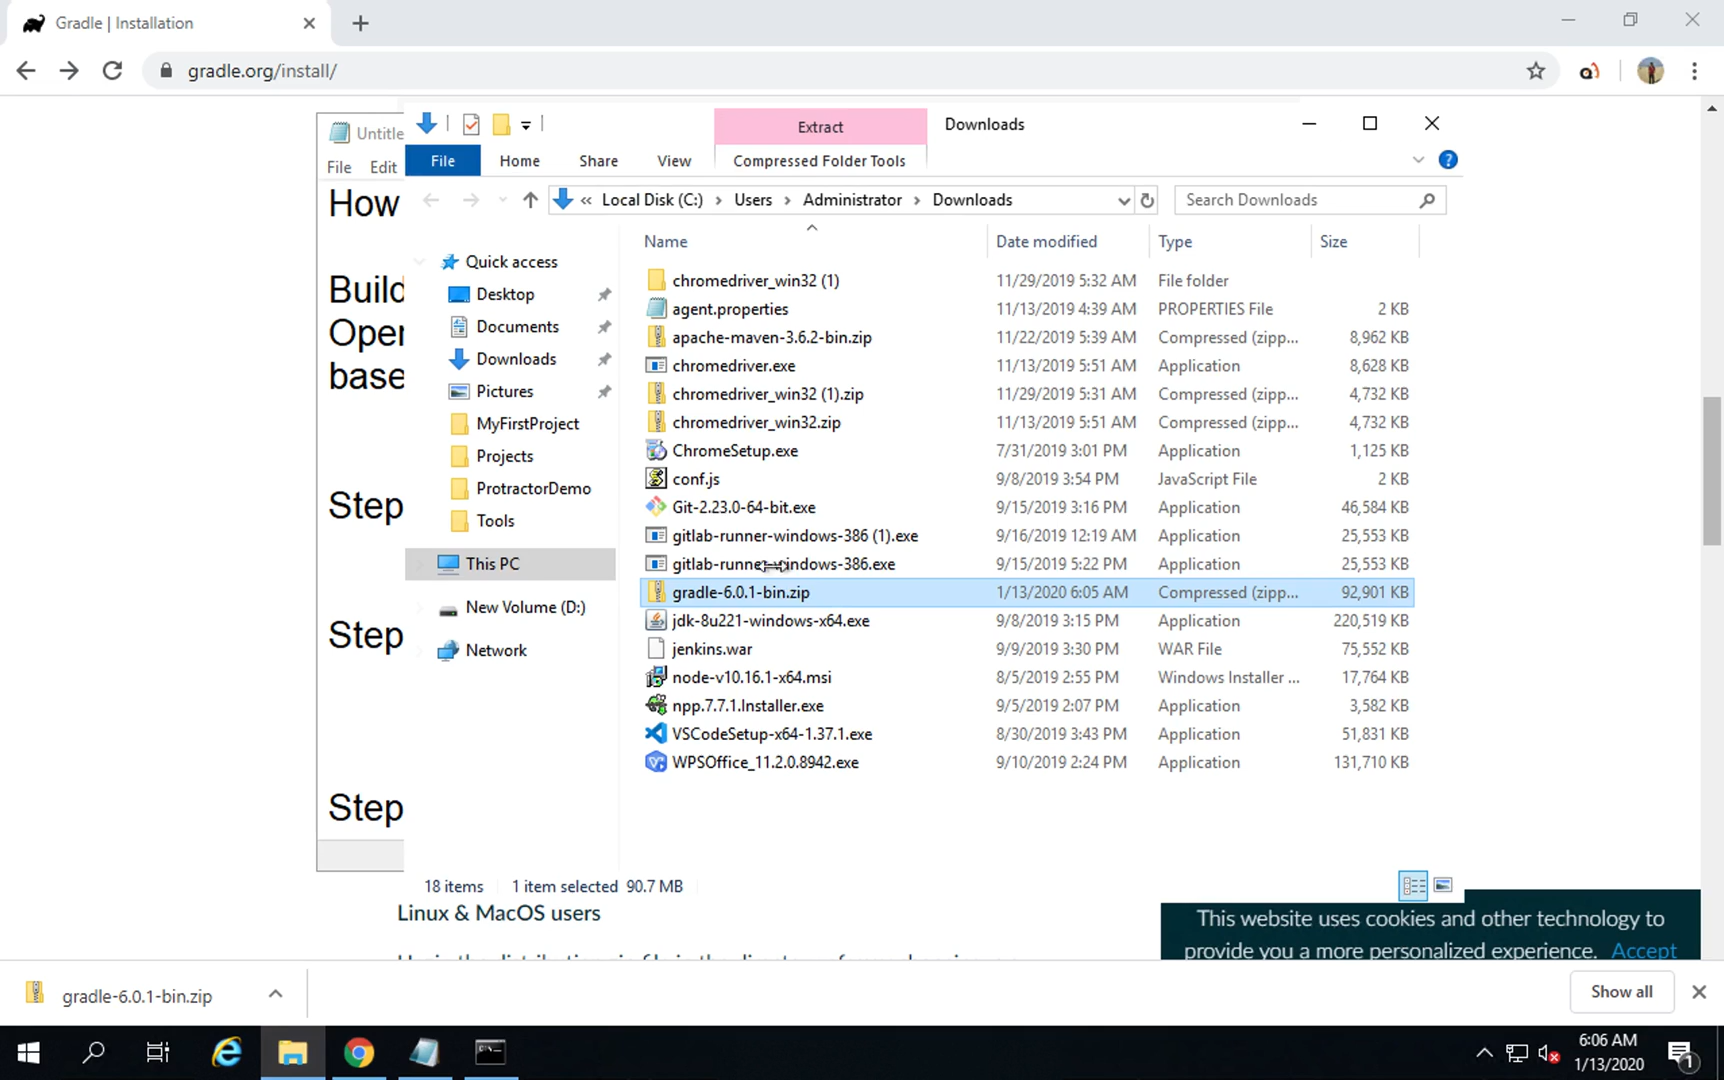 Gradle | Installation
gradle.org/install/
Untitle
File Edit
How
Build
Oper
base
Step
Step
Step
Extract
Downloads
File Home Share View Compressed Folder Tools
« Local Disk (C:) › Users › Administrator › Downloads
Search Downloads
Quick access
Desktop
Documents
Downloads
Pictures
MyFirstProject
Projects
ProtractorDemo
Tools
This PC
New Volume (D:)
Network
Name Date modified Type Size
chromedriver_win32 (1) 11/29/2019 5:32 AM File folder
agent.properties 11/13/2019 4:39 AM PROPERTIES File 2 KB
apache-maven-3.6.2-bin.zip 11/22/2019 5:39 AM Compressed (zipp... 8,962 KB
chromedriver.exe 11/13/2019 5:51 AM Application 8,628 KB
chromedriver_win32 (1).zip 11/29/2019 5:31 AM Compressed (zipp... 4,732 KB
chromedriver_win32.zip 11/13/2019 5:51 AM Compressed (zipp... 4,732 KB
ChromeSetup.exe 7/31/2019 3:01 PM Application 1,125 KB
conf.js 9/8/2019 3:54 PM JavaScript File 2 KB
Git-2.23.0-64-bit.exe 9/15/2019 3:16 PM Application 46,584 KB
gitlab-runner-windows-386 (1).exe 9/16/2019 12:19 AM Application 25,553 KB
gitlab-runner-windows-386.exe 9/15/2019 5:22 PM Application 25,553 KB
gradle-6.0.1-bin.zip 1/13/2020 6:05 AM Compressed (zipp... 92,901 KB
jdk-8u221-windows-x64.exe 9/8/2019 3:15 PM Application 220,519 KB
jenkins.war 9/9/2019 3:30 PM WAR File 75,552 KB
node-v10.16.1-x64.msi 8/5/2019 2:55 PM Windows Installer ... 17,764 KB
npp.7.7.1.Installer.exe 9/5/2019 2:07 PM Application 3,582 KB
VSCodeSetup-x64-1.37.1.exe 8/30/2019 3:43 PM Application 51,831 KB
WPSOffice_11.2.0.8942.exe 9/10/2019 2:24 PM Application 131,710 KB
18 items 1 item selected 90.7 MB
Linux & MacOS users
This website uses cookies and other technology to
provide you a more personalized experience. Accept
gradle-6.0.1-bin.zip
Show all
6:06 AM
1/13/2020
1